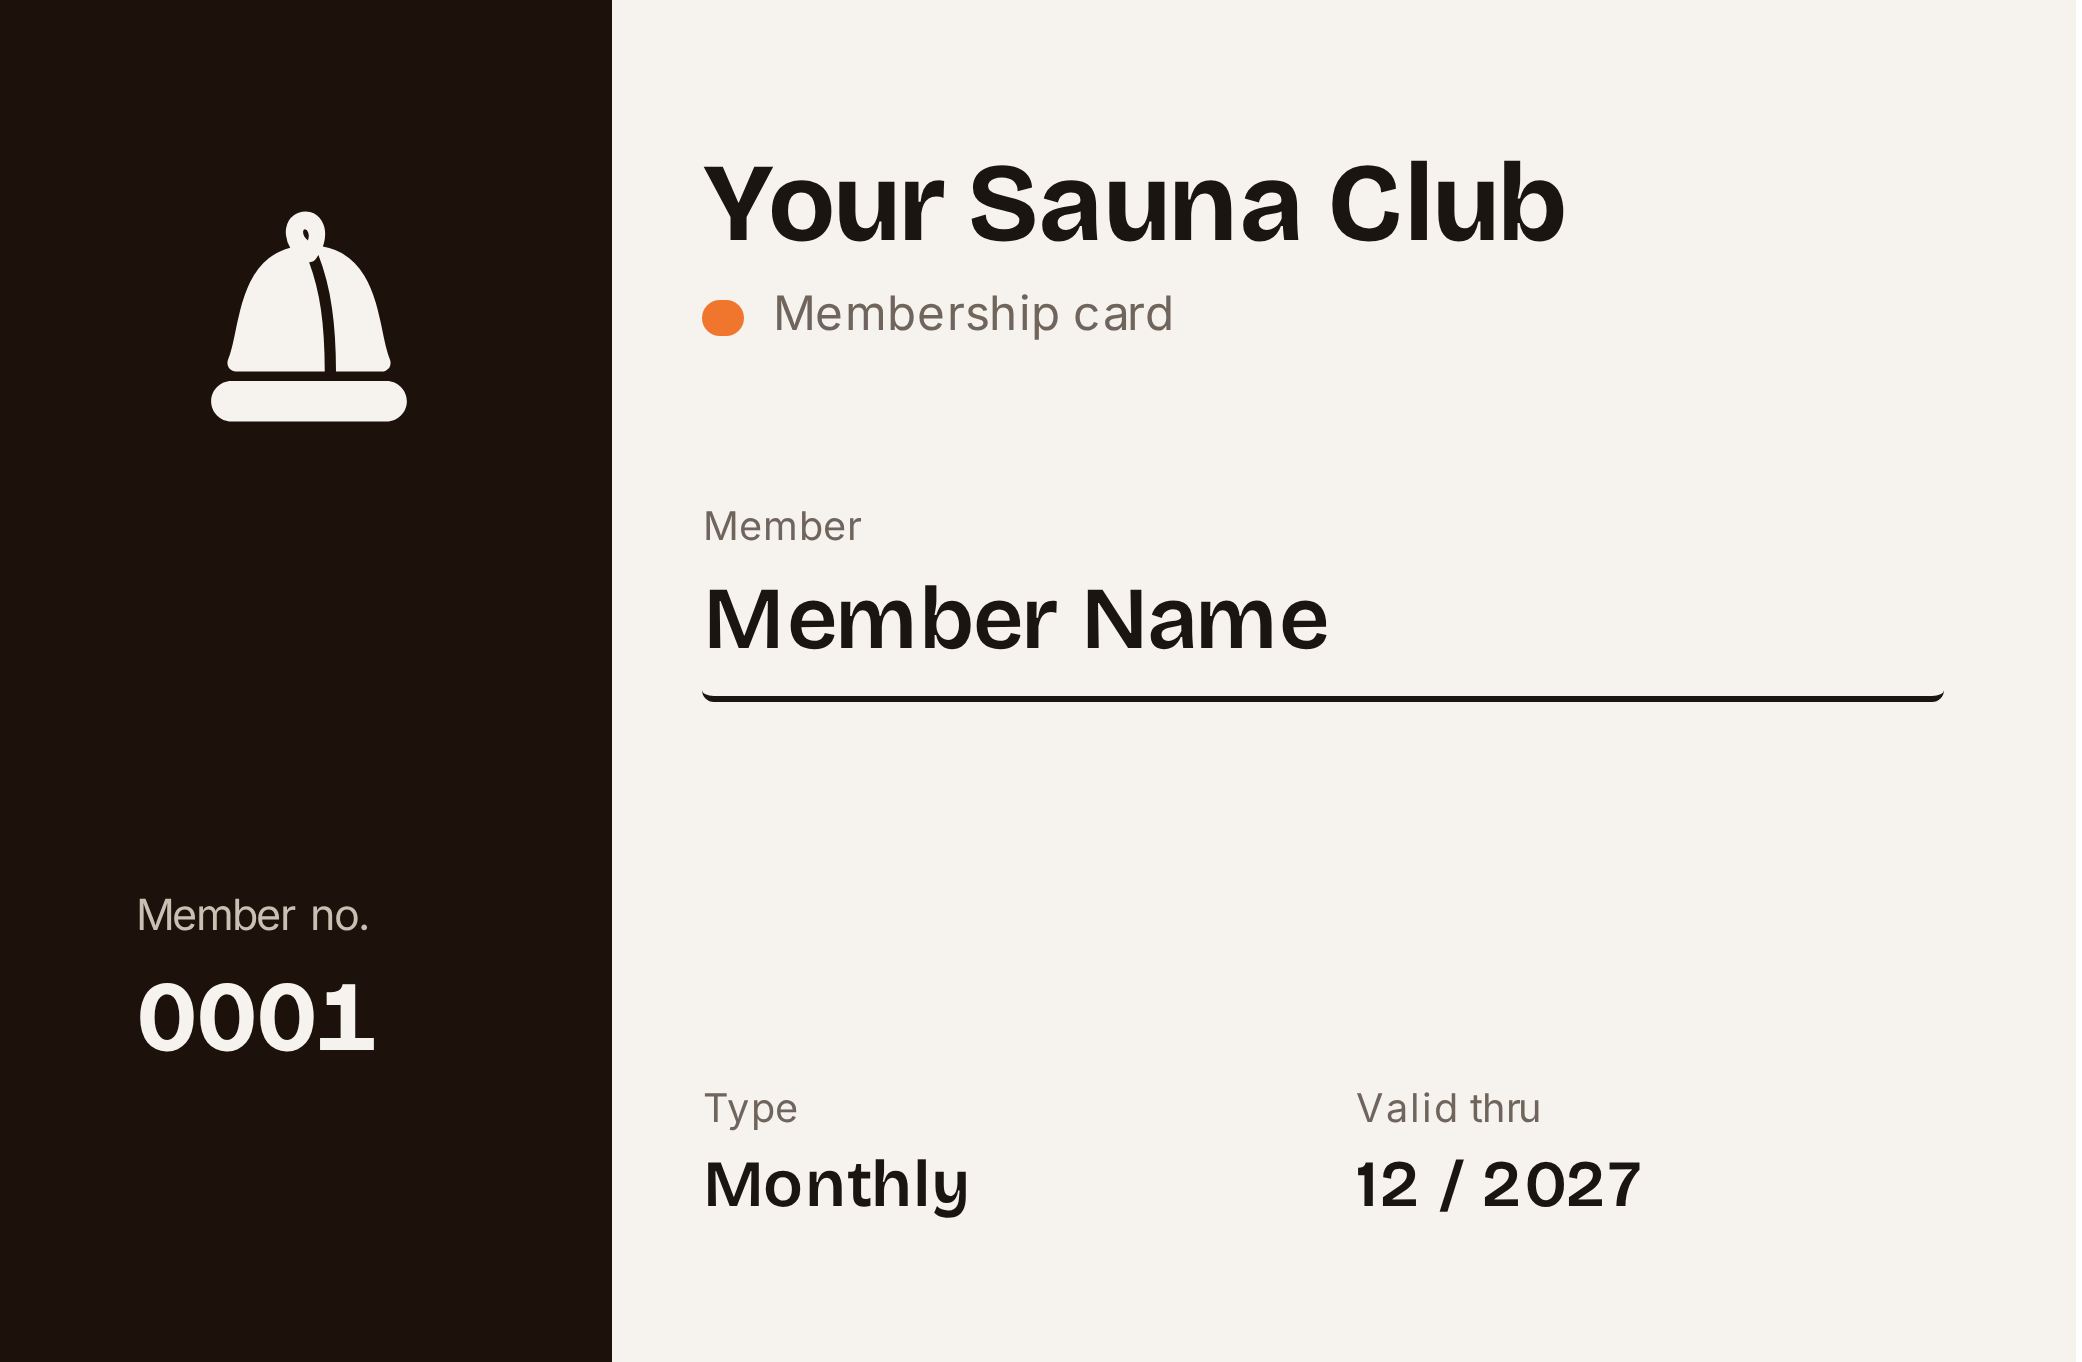 Your Sauna Club
Membership card
Member
Member Name
Member no.
0001
Type
Monthly
Valid thru
12 / 2027